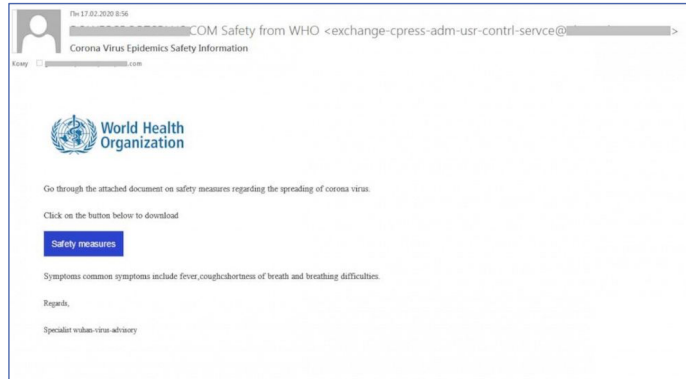 Пн 17.02.2020 8:56
COM Safety from WHO <exchange-cpress-adm-usr-contrl-servce@ >
Corona Virus Epidemics Safety Information
Кому .com
World Health
Organization
Go through the attached document on safety measures regarding the spreading of corona virus.
Click on the button below to download
Safety measures
Symptoms common symptoms include fever,coughcshortness of breath and breathing difficulties.
Regards,
Specialist wuhan-virus-advisory